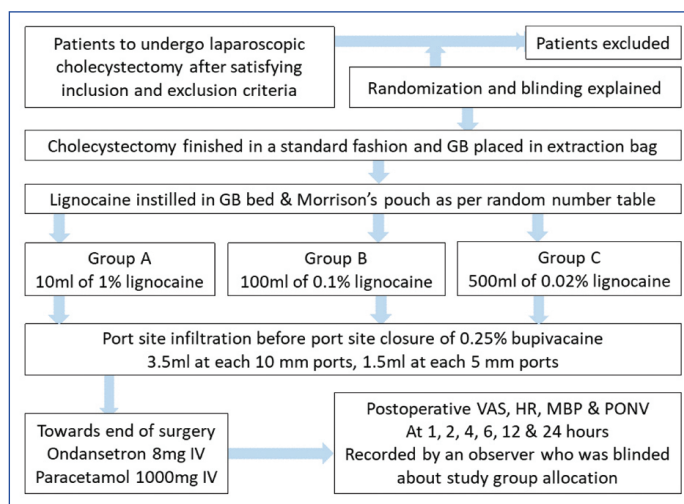 Patients to undergo laparoscopic
cholecystectomy after satisfying
inclusion and exclusion criteria
Patients excluded
Randomization and blinding explained
Cholecystectomy finished in a standard fashion and GB placed in extraction bag
Lignocaine instilled in GB bed & Morrison's pouch as per random number table
Group A
10ml of 1% lignocaine
Group B
100ml of 0.1% lignocaine
Group C
500ml of 0.02% lignocaine
Port site infiltration before port site closure of 0.25% bupivacaine
3.5ml at each 10 mm ports, 1.5ml at each 5 mm ports
Towards end of surgery
Ondansetron 8mg IV
Paracetamol 1000mg IV
Postoperative VAS, HR, MBP & PONV
At 1, 2, 4, 6, 12 & 24 hours
Recorded by an observer who was blinded
about study group allocation